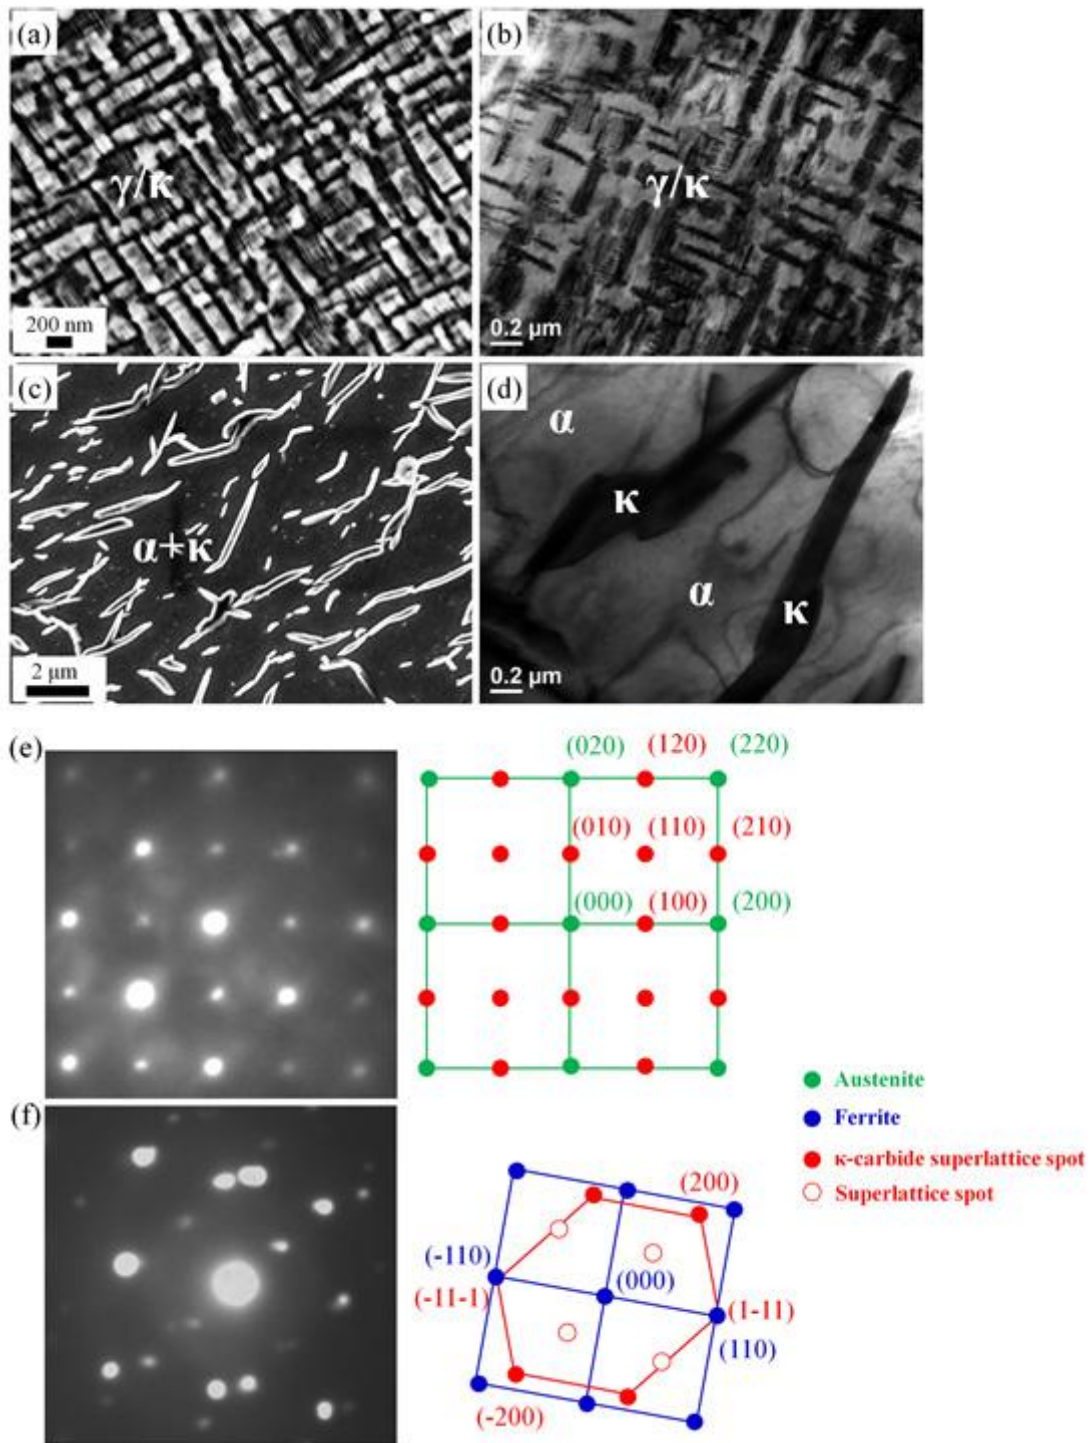 (a)
γ/κ
200 nm
(b)
γ/κ
0.2 µm
(c)
α+κ
2 µm
(d)
α
κ
α
κ
0.2 µm
(e)
(020) (120) (220)
(010) (110) (210)
(000) (100) (200)
Austenite
Ferrite
κ-carbide superlattice spot
Superlattice spot
(f)
(200)
(-110)
(000)
(-11-1)
(1-11)
(110)
(-200)